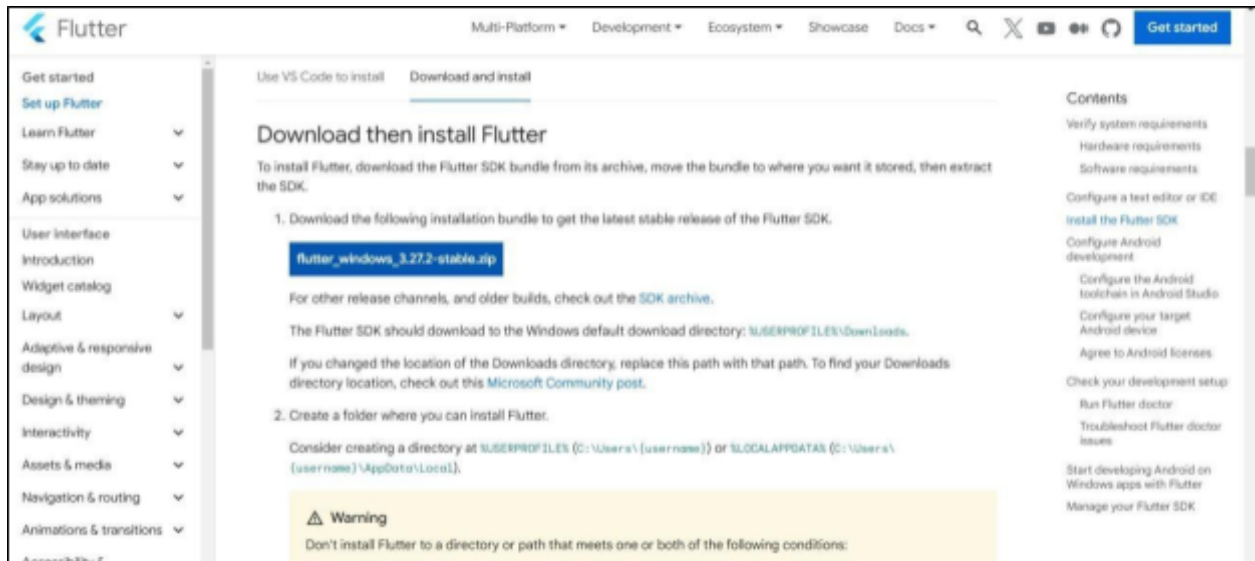 Flutter
Multi-Platform
Development
Ecosystem
Showcase
Docs
Get started
Get started
Set up Flutter
Learn Flutter
Stay up to date
App solutions
User interface
Introduction
Widget catalog
Layout
Adaptive & responsive
design
Design & theming
Interactivity
Assets & media
Navigation & routing
Animations & transitions
Accessibility &
Use VS Code to install
Download and install
Download then install Flutter
To install Flutter, download the Flutter SDK bundle from its archive, move the bundle to where you want it stored, then extract
the SDK.
1. Download the following installation bundle to get the latest stable release of the Flutter SDK.
flutter_windows_3.27.2-stable.zip
For other release channels, and older builds, check out the SDK archive.
The Flutter SDK should download to the Windows default download directory: %USERPROFILE%\Downloads.
If you changed the location of the Downloads directory, replace this path with that path. To find your Downloads
directory location, check out this Microsoft Community post.
2. Create a folder where you can install Flutter.
Consider creating a directory at %USERPROFILE% (C:\Users\{username}) or %LOCALAPPDATA% (C:\Users\
{username}\AppData\Local).
Warning
Don't install Flutter to a directory or path that meets one or both of the following conditions:
Contents
Verify system requirements
Hardware requirements
Software requirements
Configure a text editor or IDE
Install the Flutter SDK
Configure Android
development
Configure the Android
toolchain in Android Studio
Configure your target
Android device
Agree to Android licenses
Check your development setup
Run Flutter doctor
Troubleshoot Flutter doctor
issues
Start developing Android on
Windows apps with Flutter
Manage your Flutter SDK